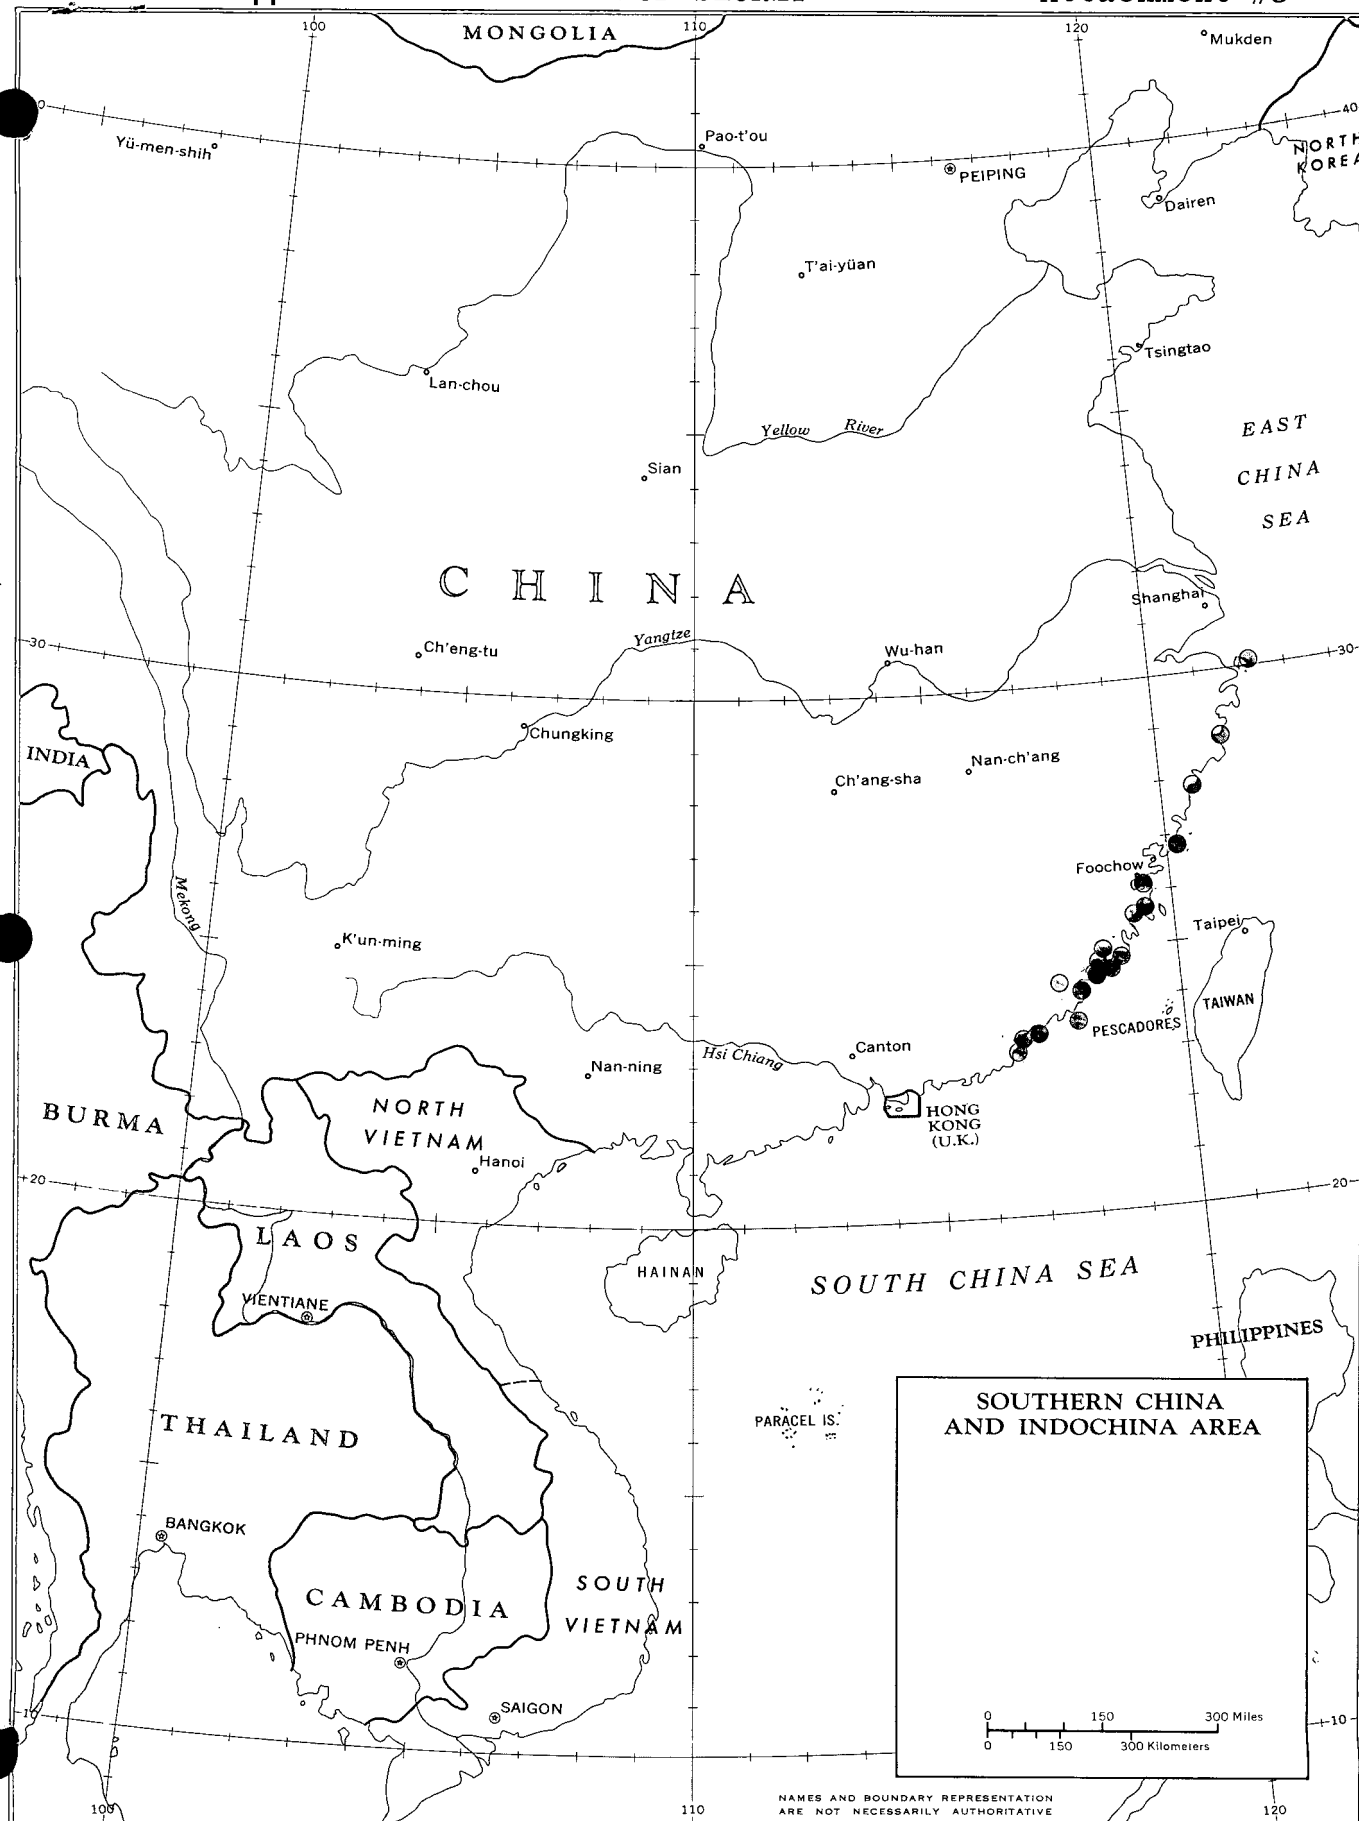 100
110
120
MONGOLIA
Mukden
40
Yü-men-shih
Pao-t'ou
PEIPING
NORTH
KOREA
Dairen
T'ai-yüan
Tsingtao
Lan-chou
Yellow River
EAST
CHINA
SEA
Sian
CHINA
Shanghai
30
Ch'eng-tu
Yangtze
Wu-han
30
Chungking
INDIA
Nan-ch'ang
Ch'ang-sha
Foochow
Mekong
Taipei
K'un-ming
TAIWAN
PESCADORES
Hsi Chiang
Canton
Nan-ning
BURMA
NORTH
VIETNAM
HONG
KONG
(U.K.)
Hanoi
20
20
LAOS
HAINAN
SOUTH CHINA SEA
VIENTIANE
PHILIPPINES
SOUTHERN CHINA
AND INDOCHINA AREA
PARACEL IS.
THAILAND
BANGKOK
CAMBODIA
SOUTH
VIETNAM
PHNOM PENH
SAIGON
0 150 300 Miles
0 150 300 Kilometers
10
NAMES AND BOUNDARY REPRESENTATION
ARE NOT NECESSARILY AUTHORITATIVE
100
110
120